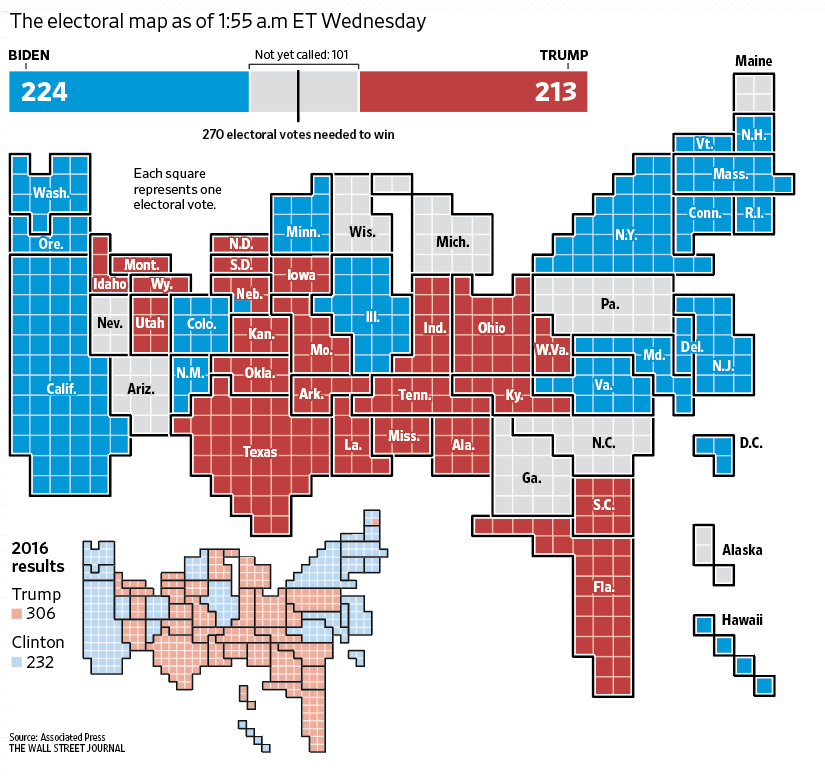 The electoral map as of 1:55 a.m ET Wednesday
BIDEN
Not yet called: 101
TRUMP
224
213
270 electoral votes needed to win
Each square
represents one
electoral vote.
Maine
Vt.
N.H.
Mass.
Conn.
R.I.
N.Y.
Wash.
Ore.
Idaho
Mont.
Wy.
N.D.
S.D.
Neb.
Minn.
Iowa
Wis.
Mich.
Nev.
Utah
Colo.
Kan.
Mo.
Ill.
Ind.
Ohio
Pa.
W.Va.
Md.
Del.
N.J.
Calif.
Ariz.
N.M.
Okla.
Ark.
Tenn.
Ky.
Va.
Texas
La.
Miss.
Ala.
Ga.
N.C.
S.C.
Fla.
D.C.
Alaska
Hawaii
2016
results
Trump
306
Clinton
232
Source: Associated Press
THE WALL STREET JOURNAL